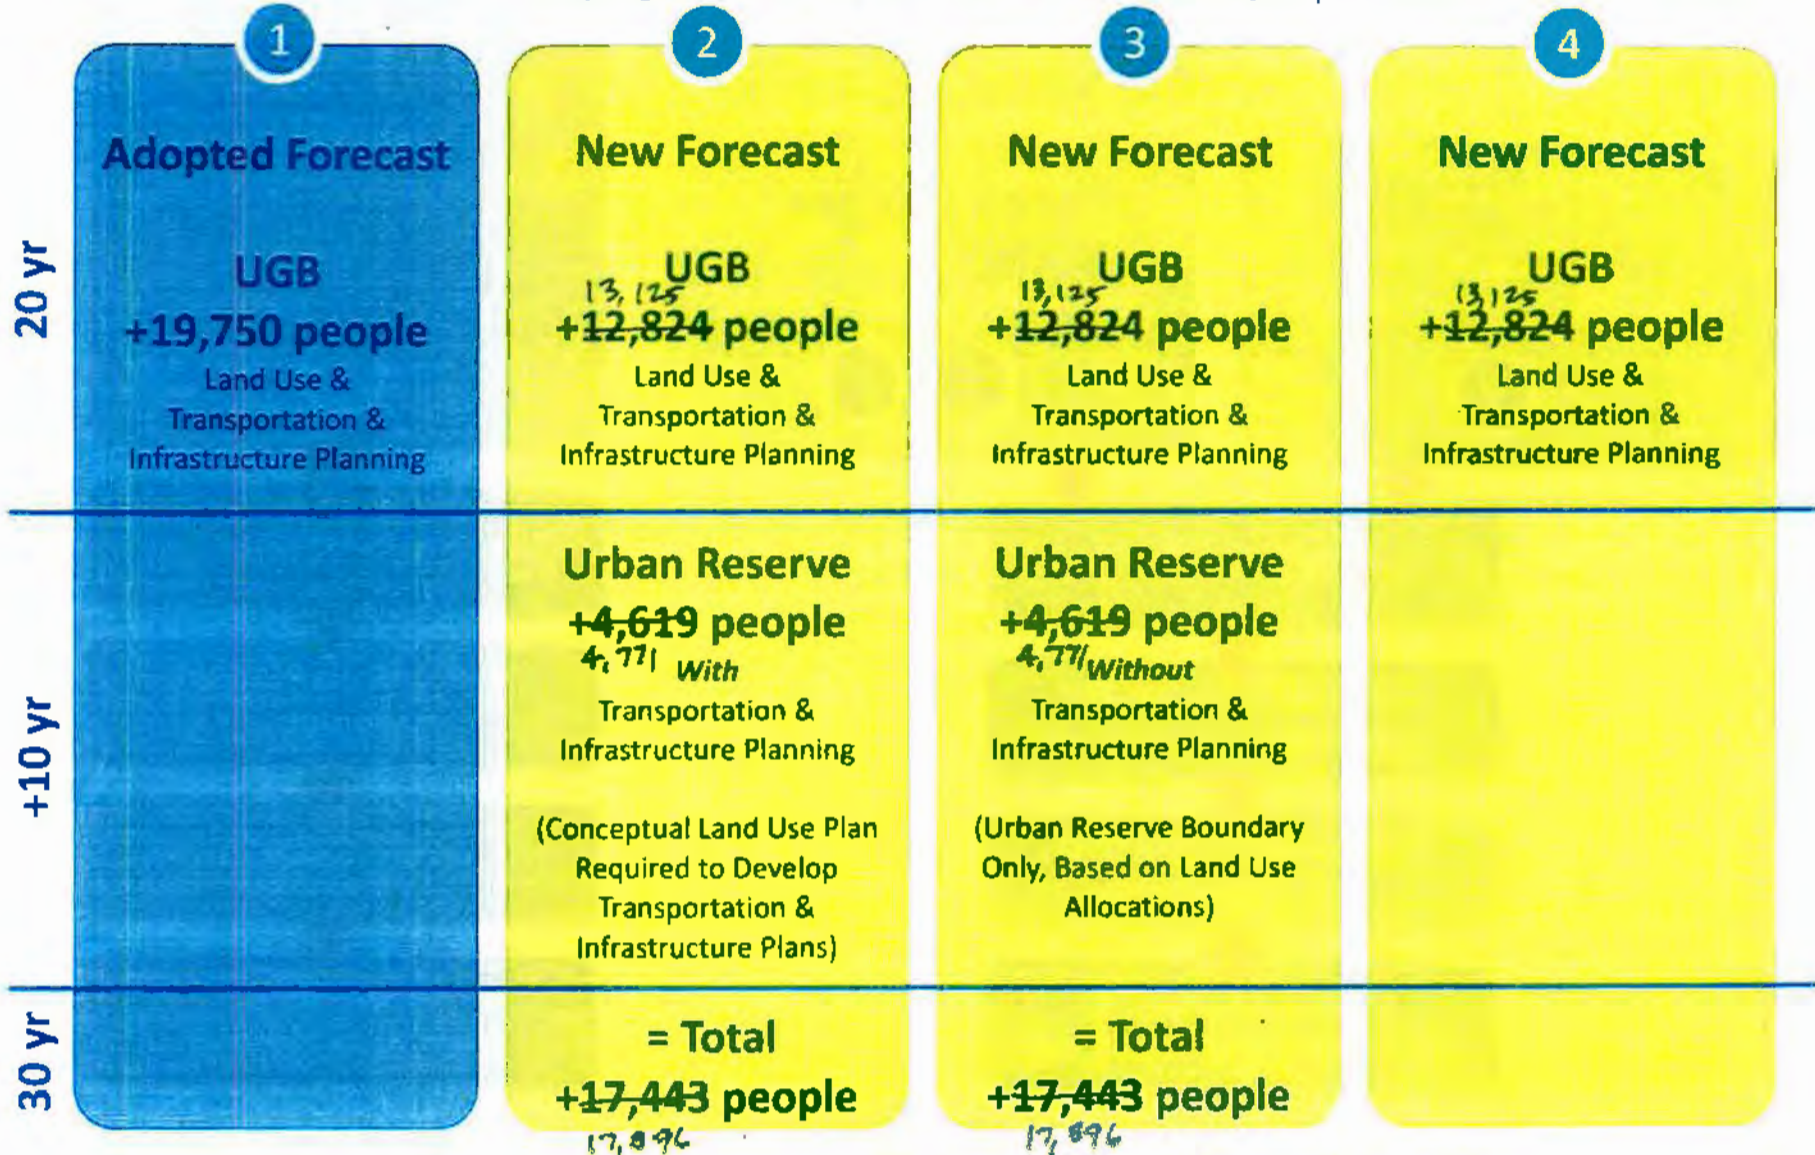 1
2
3
4
20 yr
Adopted Forecast
UGB
+19,750 people
Land Use &
Transportation &
Infrastructure Planning
New Forecast
UGB
13,125
+12,824 people
Land Use &
Transportation &
Infrastructure Planning
New Forecast
UGB
13,125
+12,824 people
Land Use &
Transportation &
Infrastructure Planning
New Forecast
UGB
13,125
+12,824 people
Land Use &
Transportation &
Infrastructure Planning
+10 yr
Urban Reserve
+4,619 people
4,771 With
Transportation &
Infrastructure Planning
(Conceptual Land Use Plan
Required to Develop
Transportation &
Infrastructure Plans)
Urban Reserve
+4,619 people
4,771 Without
Transportation &
Infrastructure Planning
(Urban Reserve Boundary
Only, Based on Land Use
Allocations)
30 yr
= Total
+17,443 people
17,896
= Total
+17,443 people
17,896